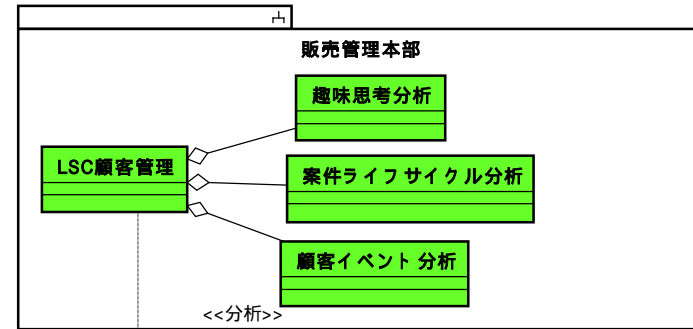 販売管理本部
趣味思考分析
LSC顧客管理
案件ライフサイクル分析
顧客イベント分析
<<分析>>